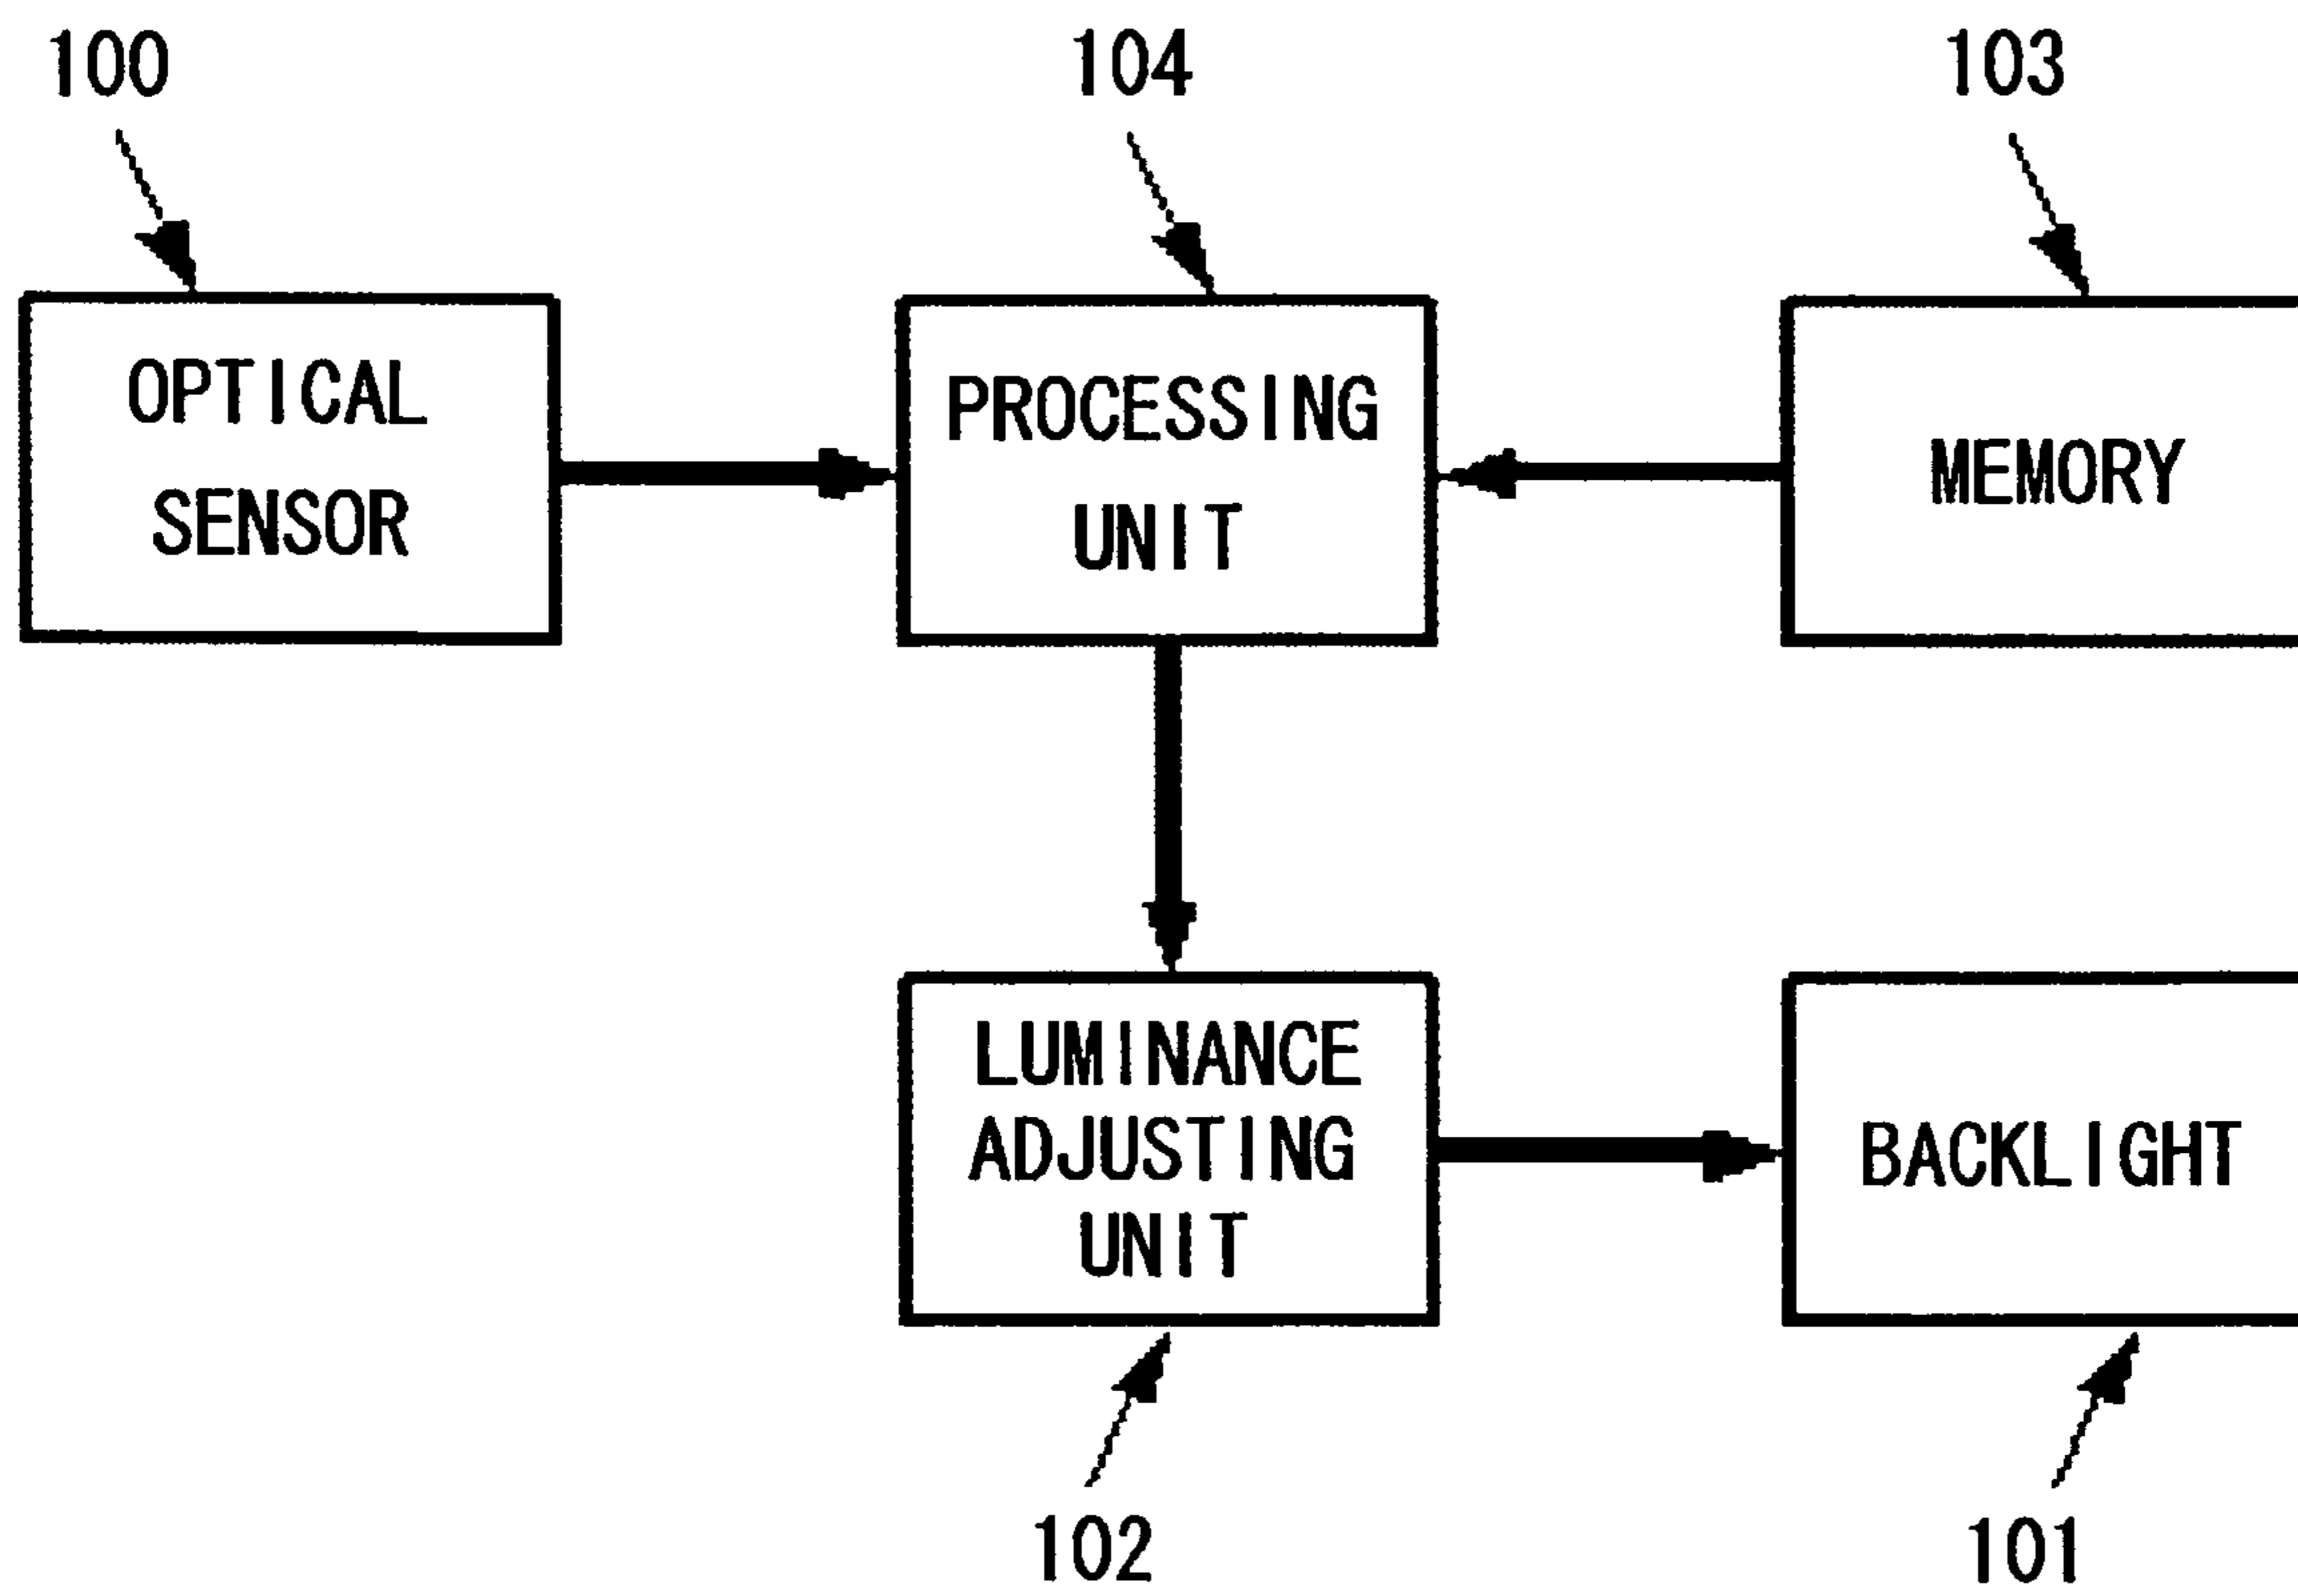 100
104
103
OPTICAL
SENSOR
PROCESSING
UNIT
MEMORY
LUMINANCE
ADJUSTING
UNIT
BACKLIGHT
102
101